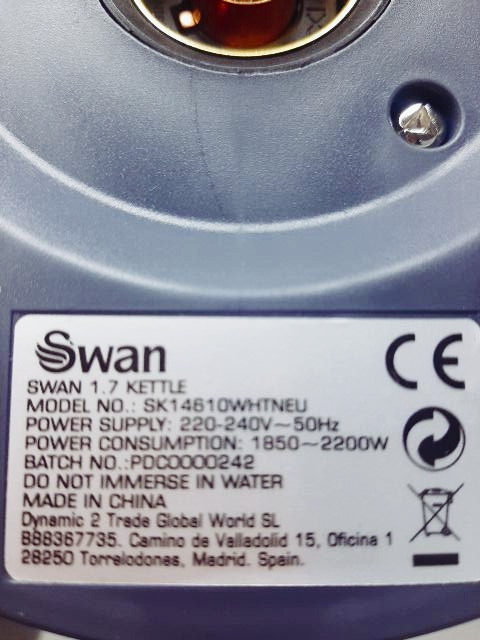 Swan
SWAN 1.7 KETTLE
MODEL NO.: SK14610WHTNEU
POWER SUPPLY: 220-240V~50Hz
POWER CONSUMPTION: 1850~2200W
BATCH NO.:PDC0000242
DO NOT IMMERSE IN WATER
MADE IN CHINA
Dynamic 2 Trade Global World SL
B88367735. Camino de Valladolid 15, Oficina 1
28250 Torrelodones, Madrid. Spain.
CE